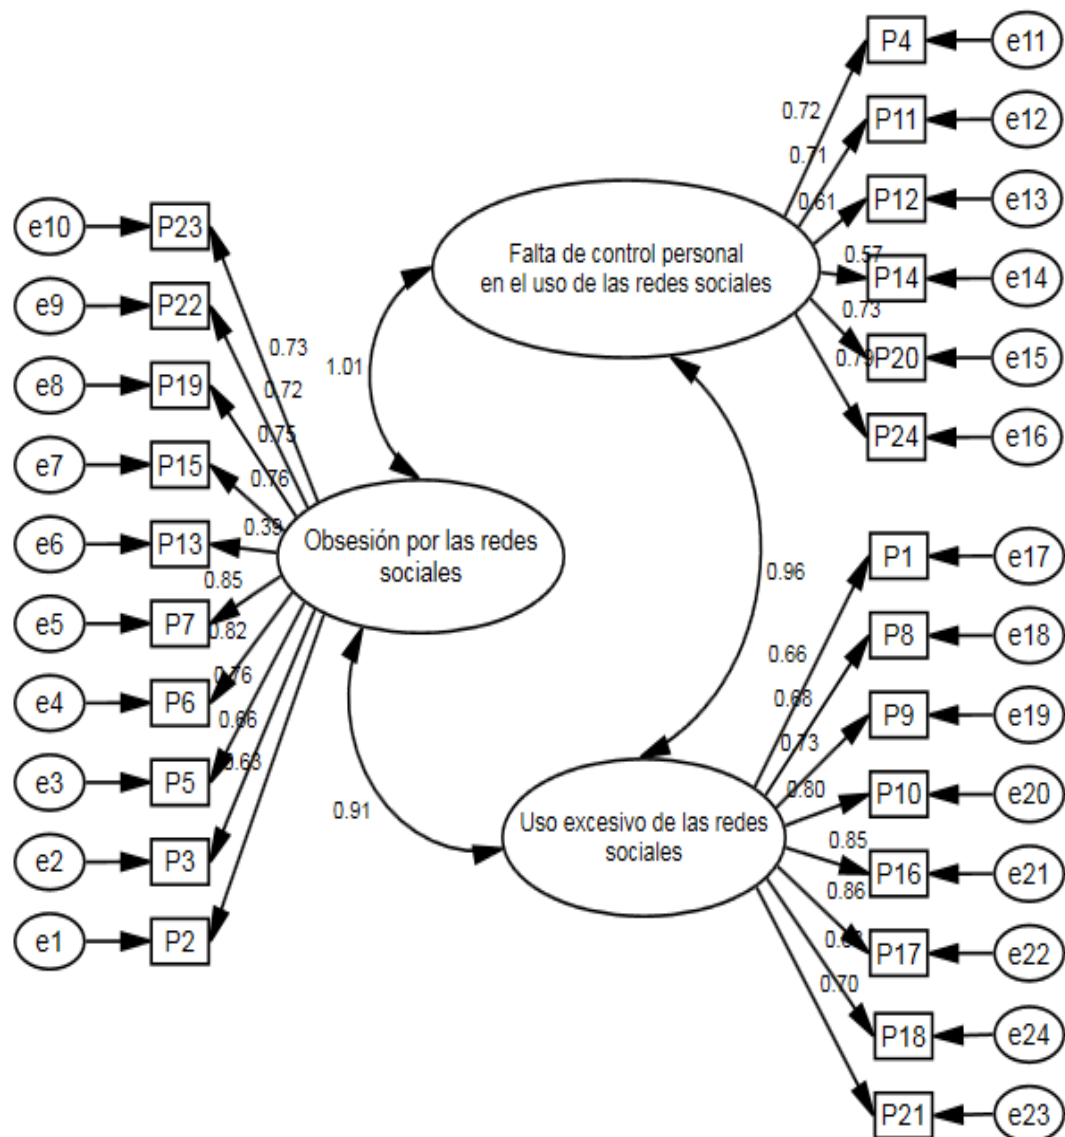 e10
P23
e9
P22
e8
P19
e7
P15
e6
P13
e5
P7
e4
P6
e3
P5
e2
P3
e1
P2
0.73
0.72
0.75
0.76
0.39
0.85
0.82
0.76
0.66
0.63
Obsesión por las redes
sociales
1.01
0.91
0.96
Falta de control personal
en el uso de las redes sociales
0.72
0.71
0.61
0.57
0.73
0.79
P4
e11
P11
e12
P12
e13
P14
e14
P20
e15
P24
e16
Uso excesivo de las redes
sociales
0.66
0.68
0.73
0.80
0.85
0.86
0.70
P1
e17
P8
e18
P9
e19
P10
e20
P16
e21
P17
e22
P18
e24
P21
e23